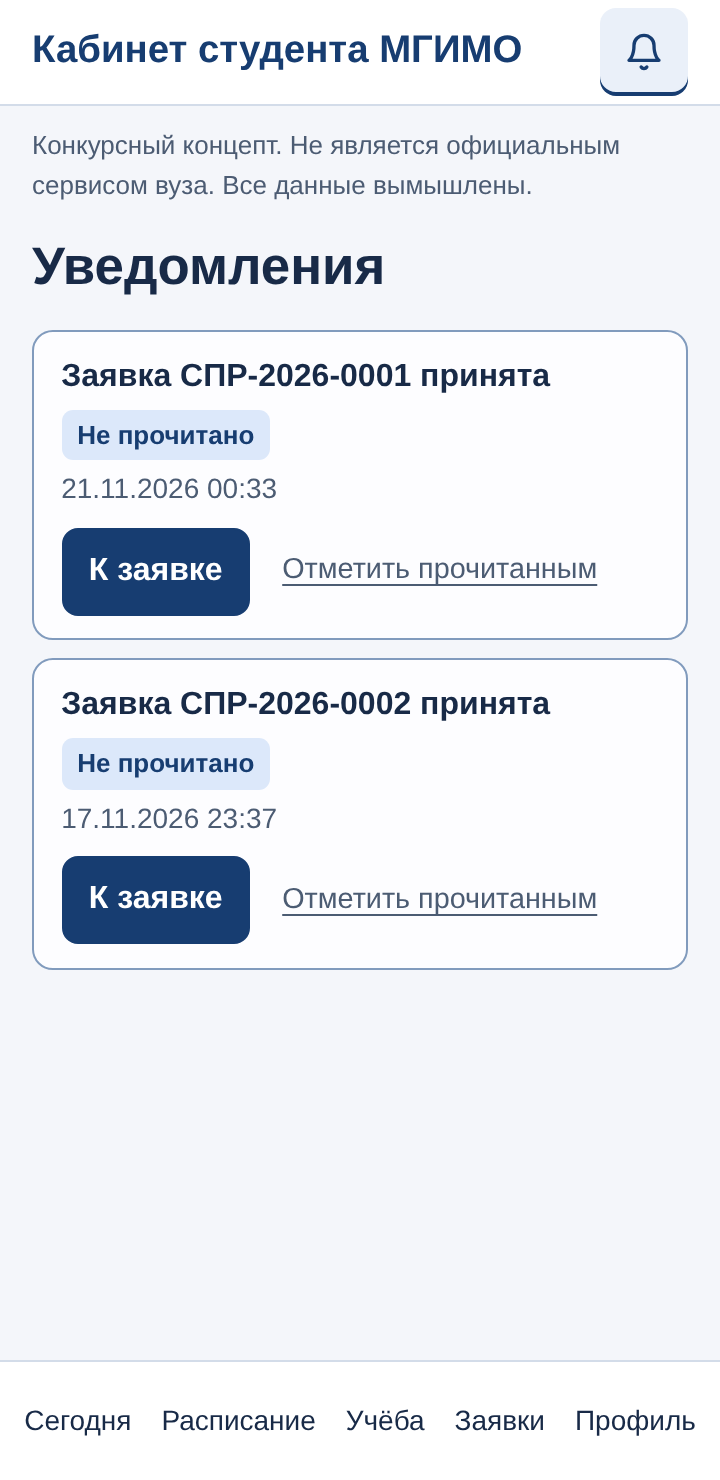 Кабинет студента МГИМО
Конкурсный концепт. Не является официальным
сервисом вуза. Все данные вымышлены.
Уведомления
Заявка СПР-2026-0001 принята
Не прочитано
21.11.2026 00:33
К заявке Отметить прочитанным
Заявка СПР-2026-0002 принята
Не прочитано
17.11.2026 23:37
К заявке Отметить прочитанным
Сегодня Расписание Учёба Заявки Профиль